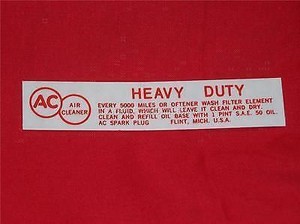 AC
AIR
CLEANER
HEAVY DUTY
EVERY 5000 MILES OR OFTENER WASH FILTER ELEMENT
IN A FLUID, WHICH WILL LEAVE IT CLEAN AND DRY.
CLEAN AND REFILL OIL BASE WITH 1 PINT S.A.E. 50 OIL.
AC SPARK PLUG FLINT, MICH. U.S.A.